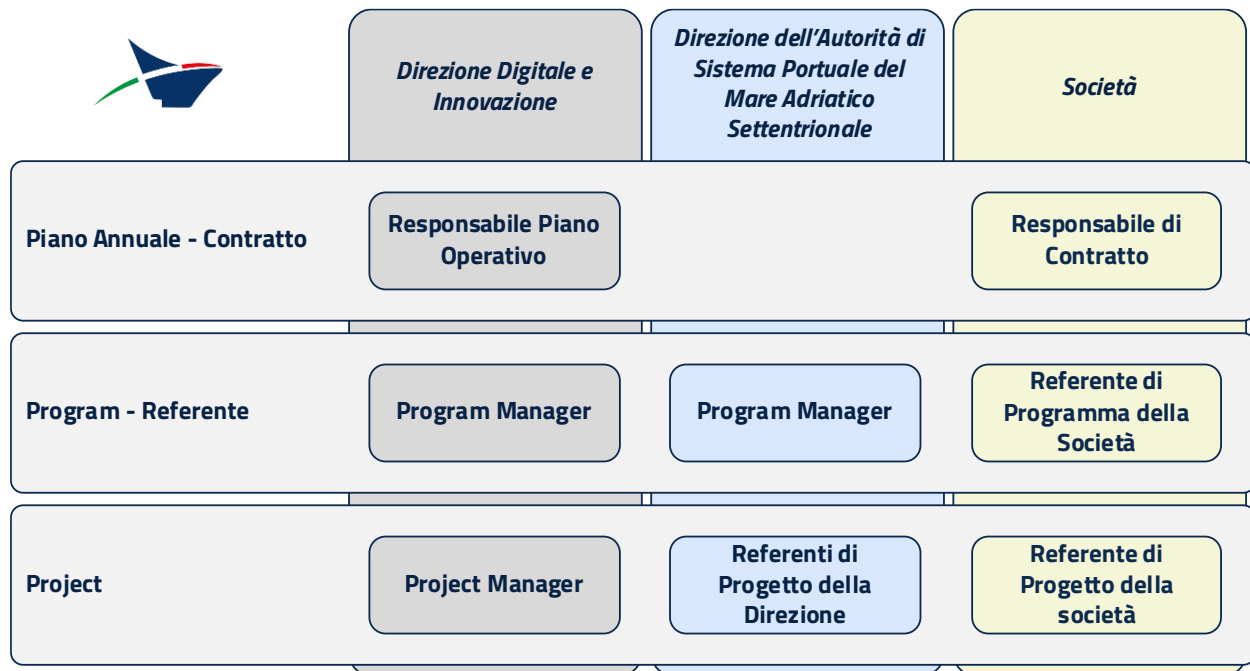 Direzione Digitale e
Innovazione
Direzione dell'Autorità di
Sistema Portuale del
Mare Adriatico
Settentrionale
Società
Piano Annuale - Contratto
Responsabile Piano
Operativo
Responsabile di
Contratto
Program - Referente
Program Manager
Program Manager
Referente di
Programma della
Società
Project
Project Manager
Referenti di
Progetto della
Direzione
Referente di
Progetto della
società